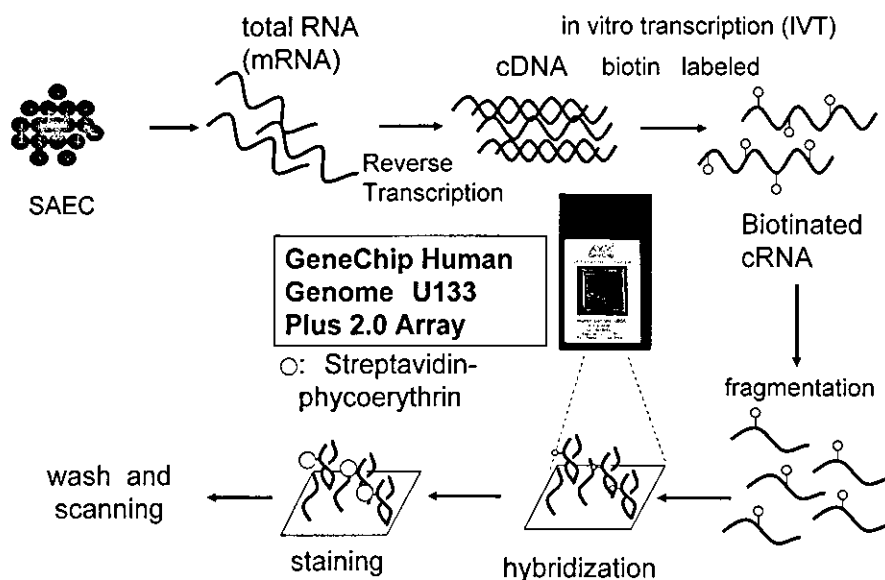 total RNA
(mRNA)
in vitro transcription (IVT)
cDNA biotin labeled
SAEC
Reverse
Transcription
Biotinated
cRNA
GeneChip Human
Genome U133
Plus 2.0 Array
○: Streptavidin-
phycoerythrin
fragmentation
wash and
scanning
staining
hybridization